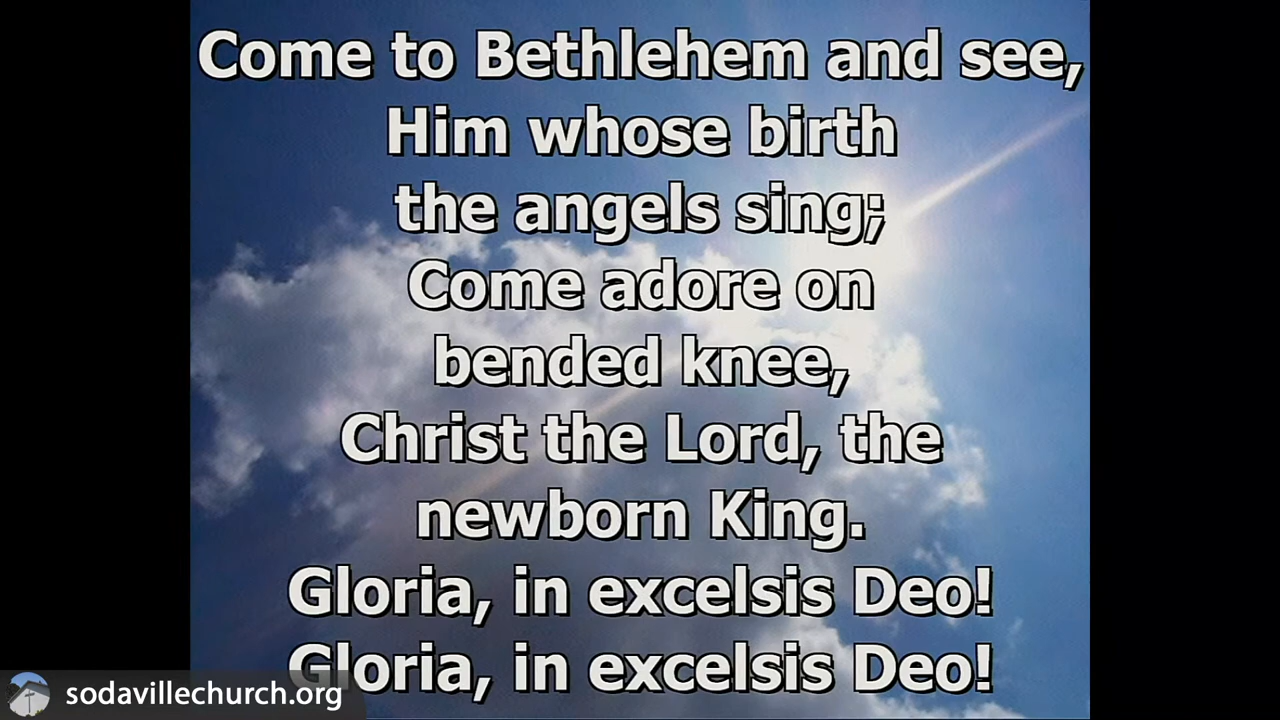 Come to Bethlehem and see,
Him whose birth
the angels sing;
Come adore on
bended knee,
Christ the Lord, the
newborn King.
Gloria, in excelsis Deo!
Gloria, in excelsis Deo!
sodavillechurch.org